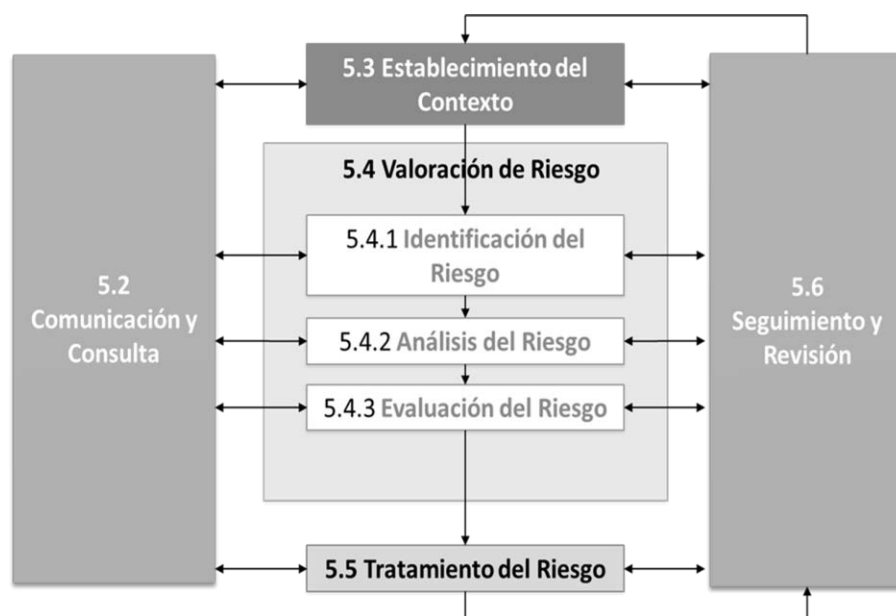 5.3 Establecimiento del
Contexto
5.4 Valoración de Riesgo
5.4.1 Identificación del
Riesgo
5.2
Comunicación y
Consulta
5.6
Seguimiento y
Revisión
5.4.2 Análisis del Riesgo
5.4.3 Evaluación del Riesgo
5.5 Tratamiento del Riesgo